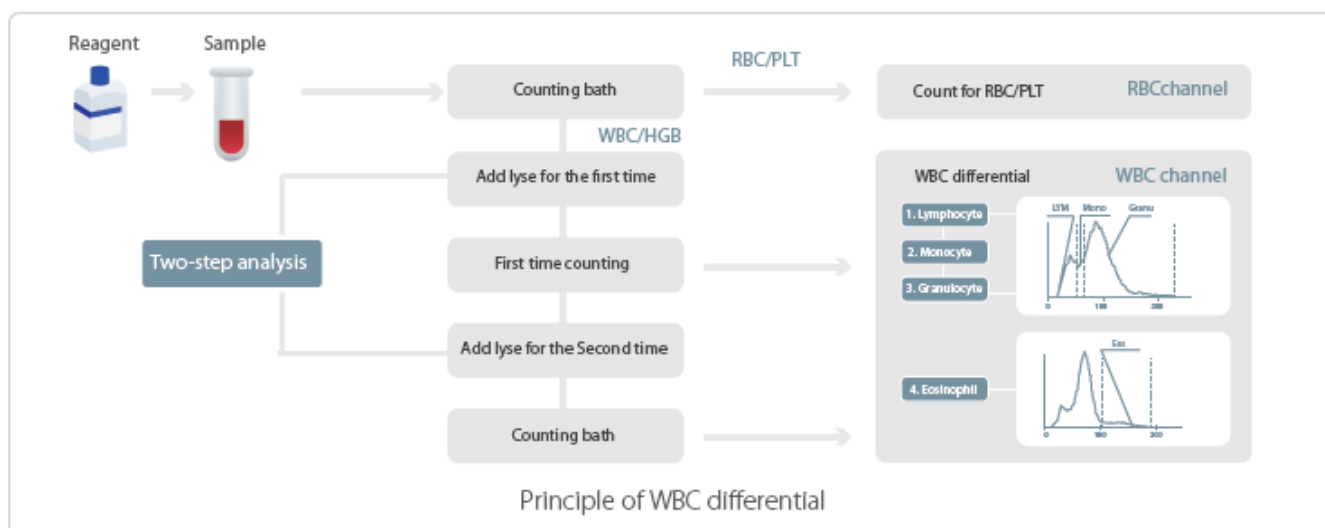 Reagent
Sample
Counting bath
RBC/PLT
Count for RBC/PLT
RBCchannel
WBC/HGB
Add lyse for the first time
Two-step analysis
First time counting
Add lyse for the Second time
Counting bath
WBC differential
WBC channel
1. Lymphocyte
2. Monocyte
3. Granulocyte
LYM Mono Granu
0 100 200
4. Eosinophil
Eos
0 100 200
Principle of WBC differential